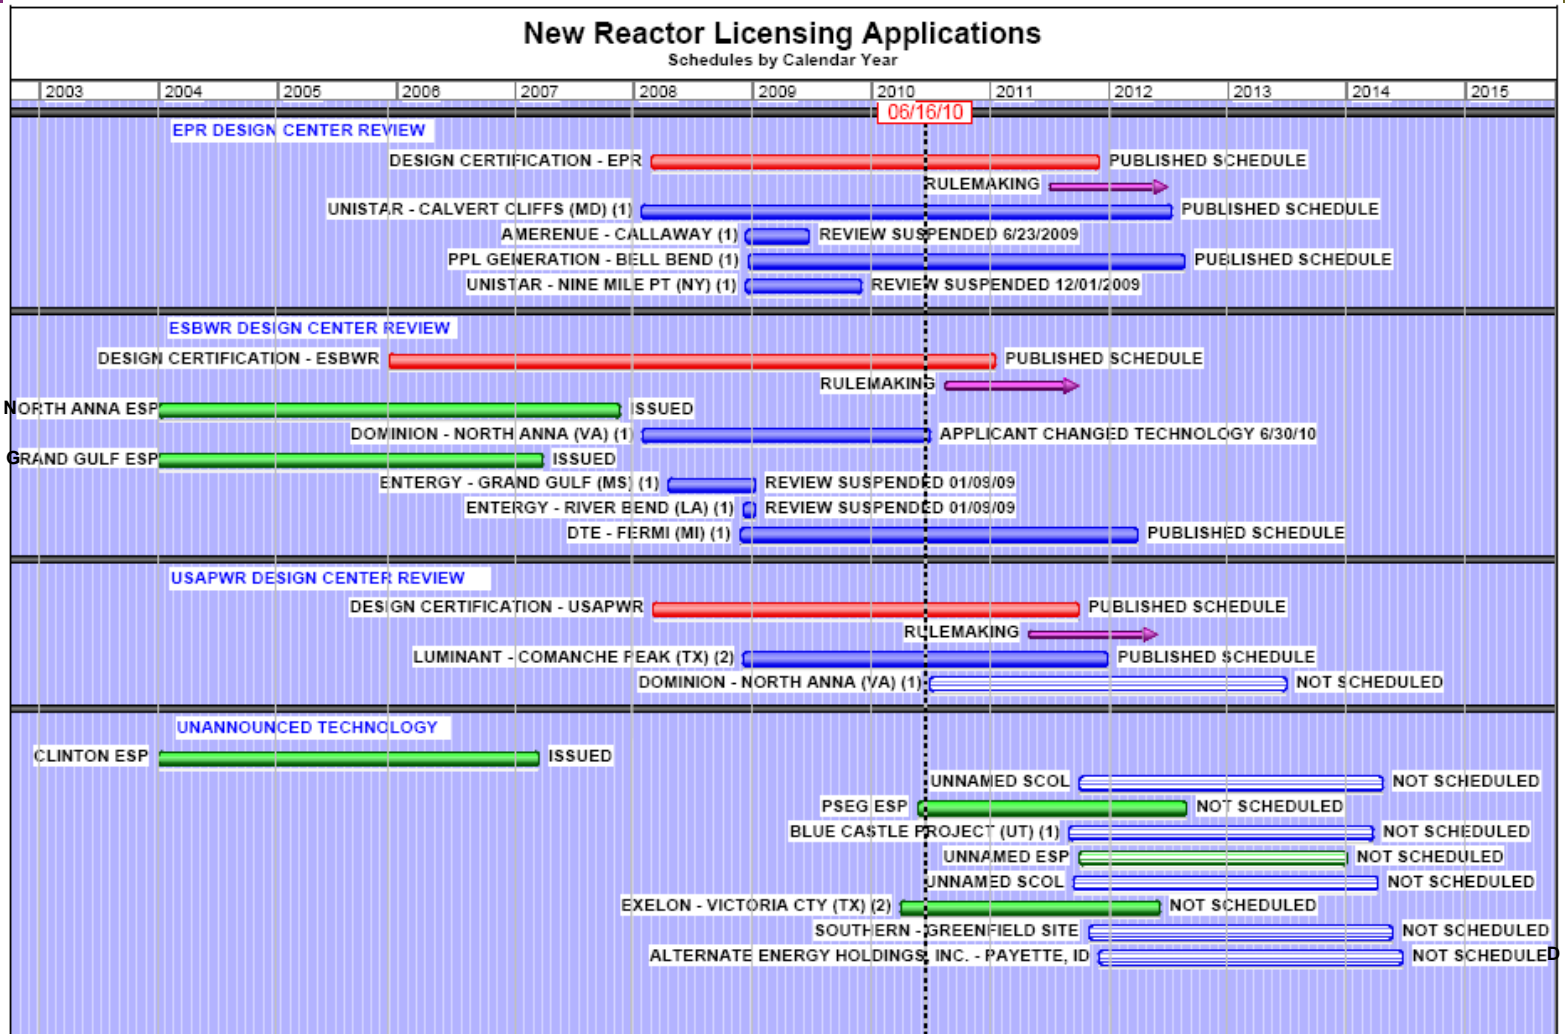 New Reactor Licensing Applications
Schedules by Calendar Year
2003 2004 2005 2006 2007 2008 2009 2010 2011 2012 2013 2014 2015
06/16/10
EPR DESIGN CENTER REVIEW
DESIGN CERTIFICATION - EPR PUBLISHED SCHEDULE
RULEMAKING
UNISTAR - CALVERT CLIFFS (MD) (1) PUBLISHED SCHEDULE
AMERENUE - CALLAWAY (1) REVIEW SUSPENDED 6/23/2009
PPL GENERATION - BELL BEND (1) PUBLISHED SCHEDULE
UNISTAR - NINE MILE PT (NY) (1) REVIEW SUSPENDED 12/01/2009
ESBWR DESIGN CENTER REVIEW
DESIGN CERTIFICATION - ESBWR PUBLISHED SCHEDULE
RULEMAKING
NORTH ANNA ESP ISSUED
DOMINION - NORTH ANNA (VA) (1) APPLICANT CHANGED TECHNOLOGY 6/30/10
GRAND GULF ESP ISSUED
ENTERGY - GRAND GULF (MS) (1) REVIEW SUSPENDED 01/09/09
ENTERGY - RIVER BEND (LA) (1) REVIEW SUSPENDED 01/09/09
DTE - FERMI (MI) (1) PUBLISHED SCHEDULE
USAPWR DESIGN CENTER REVIEW
DESIGN CERTIFICATION - USAPWR PUBLISHED SCHEDULE
RULEMAKING
LUMINANT - COMANCHE PEAK (TX) (2) PUBLISHED SCHEDULE
DOMINION - NORTH ANNA (VA) (1) NOT SCHEDULED
UNANNOUNCED TECHNOLOGY
CLINTON ESP ISSUED
UNNAMED SCOL NOT SCHEDULED
PSEG ESP NOT SCHEDULED
BLUE CASTLE PROJECT (UT) (1) NOT SCHEDULED
UNNAMED ESP NOT SCHEDULED
UNNAMED SCOL NOT SCHEDULED
EXELON - VICTORIA CTY (TX) (2) NOT SCHEDULED
SOUTHERN - GREENFIELD SITE NOT SCHEDULED
ALTERNATE ENERGY HOLDINGS, INC. - PAYETTE, ID NOT SCHEDULED